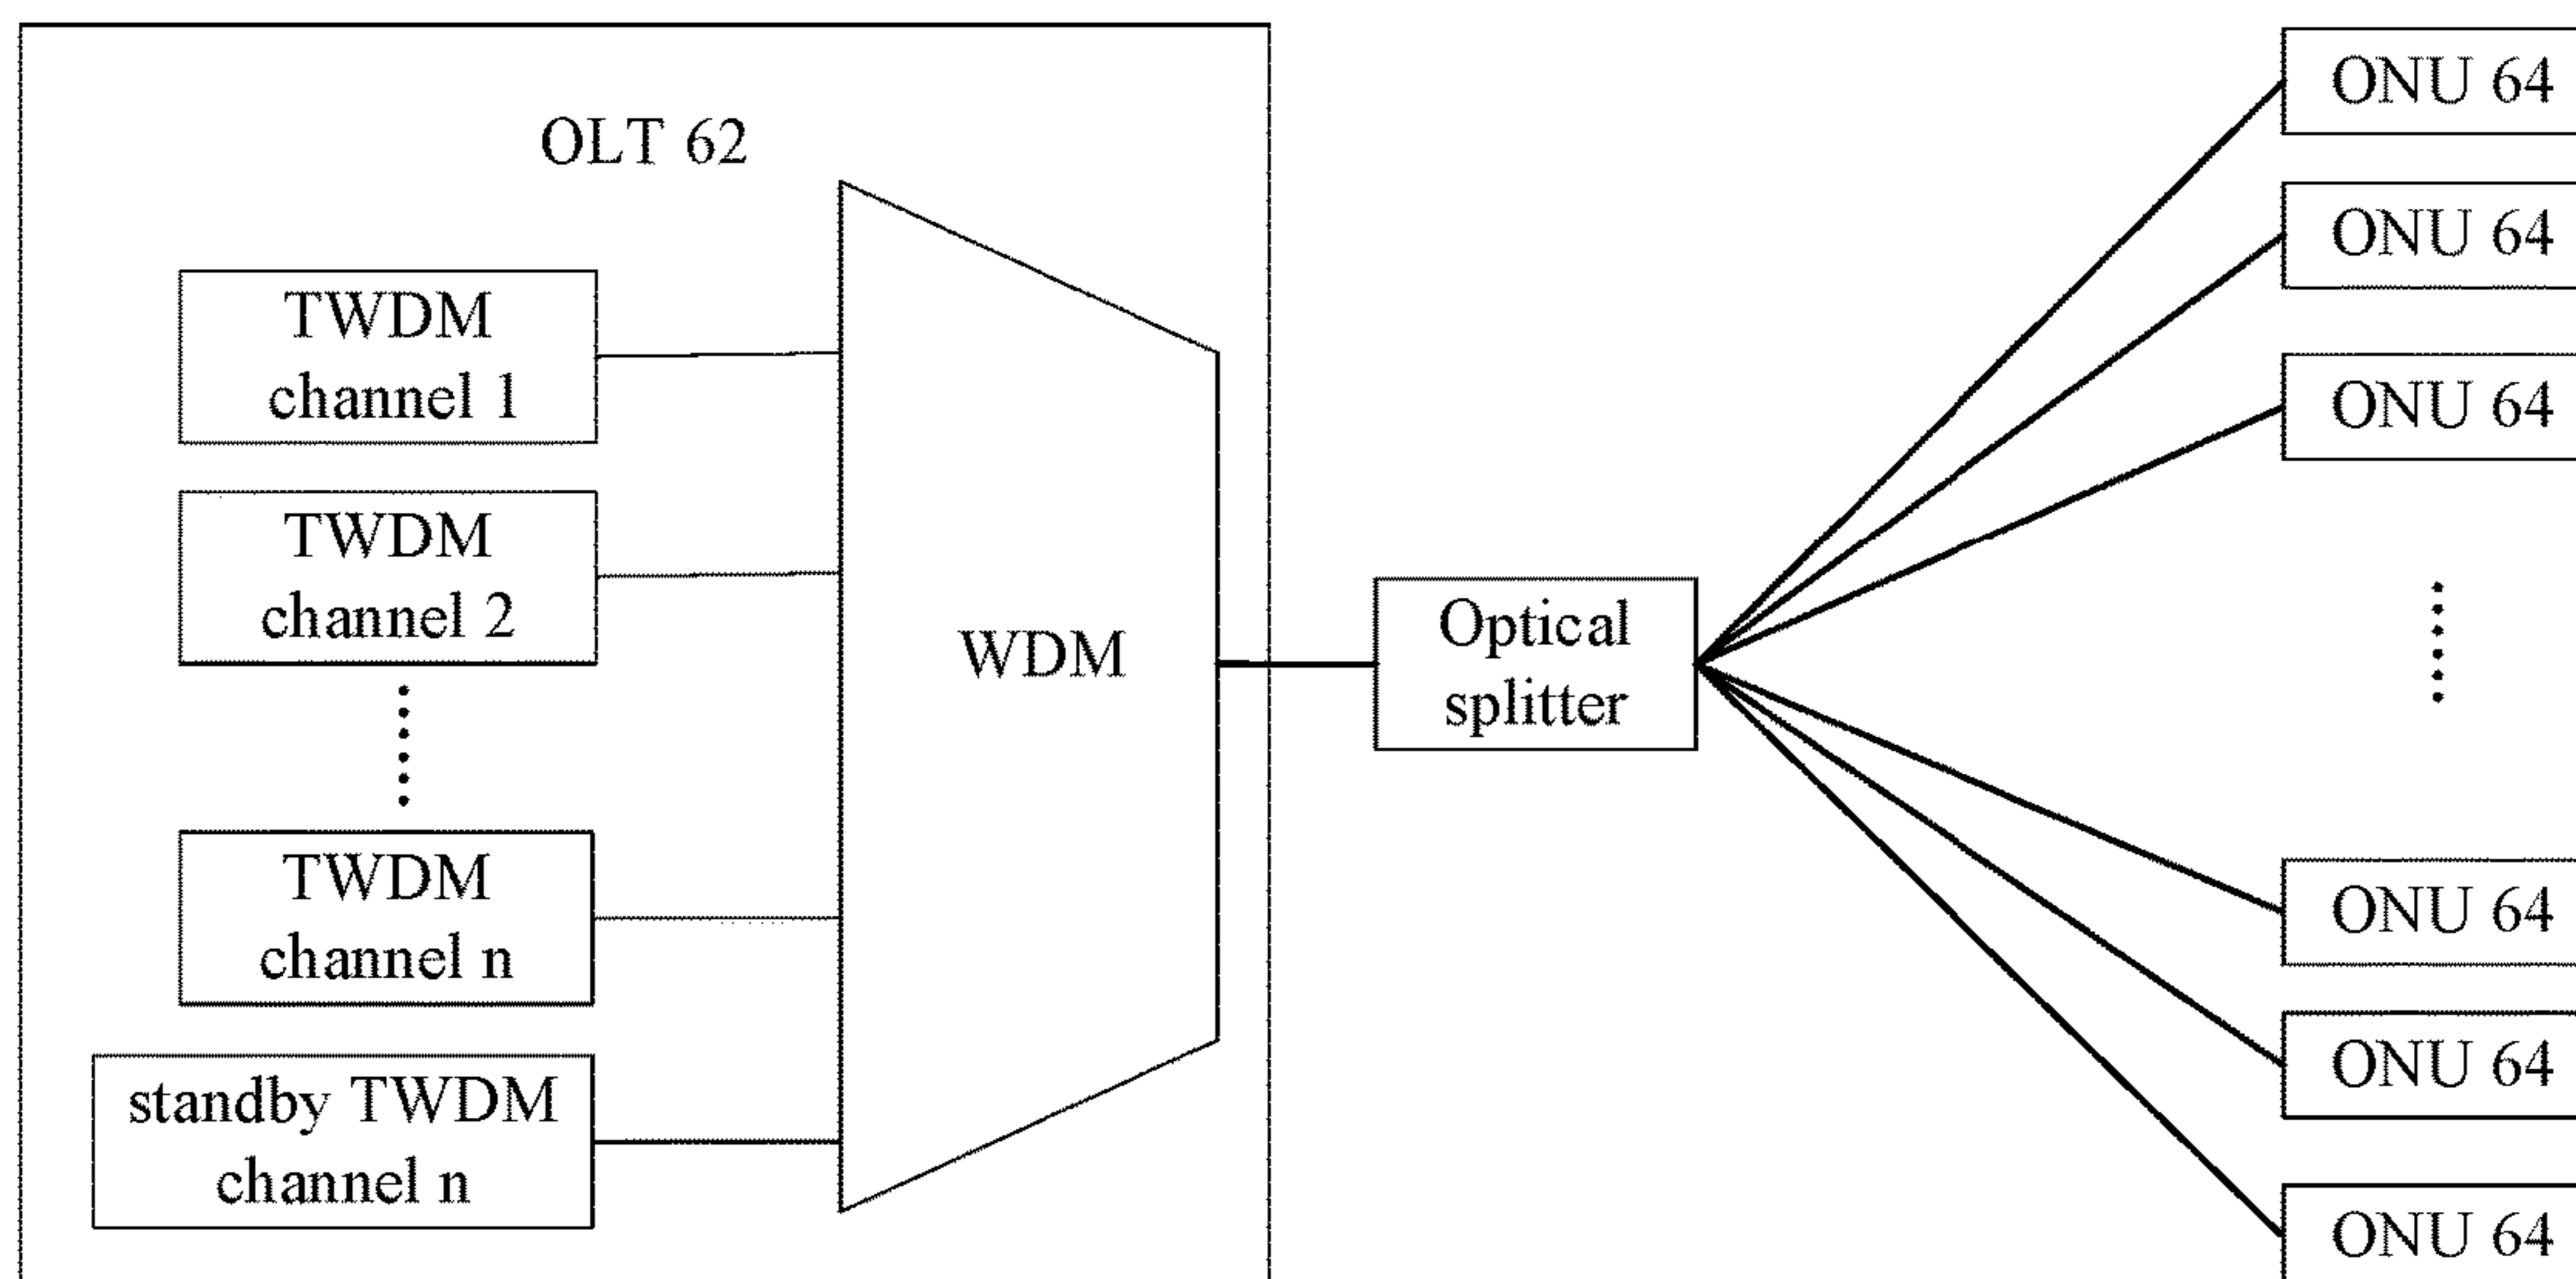 OLT 62
TWDM
channel 1
TWDM
channel 2
TWDM
channel n
standby TWDM
channel n
WDM
Optical
splitter
ONU 64
ONU 64
ONU 64
ONU 64
ONU 64
ONU 64